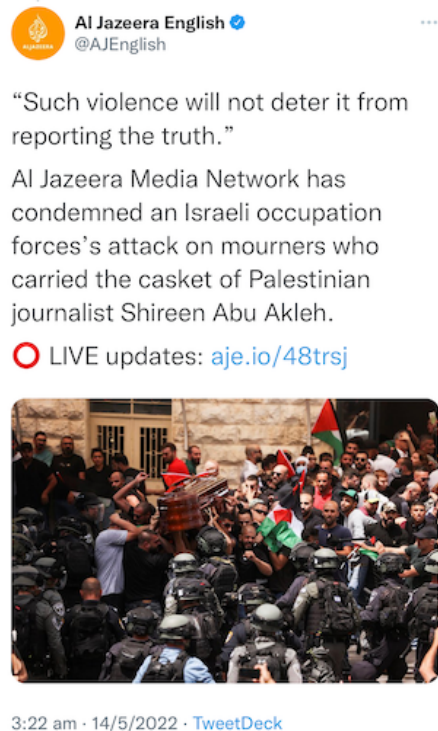 Al Jazeera English
@AJEnglish
“Such violence will not deter it from
reporting the truth.”
Al Jazeera Media Network has
condemned an Israeli occupation
forces’s attack on mourners who
carried the casket of Palestinian
journalist Shireen Abu Akleh.
LIVE updates: aje.io/48trsj
3:22 am · 14/5/2022 · TweetDeck